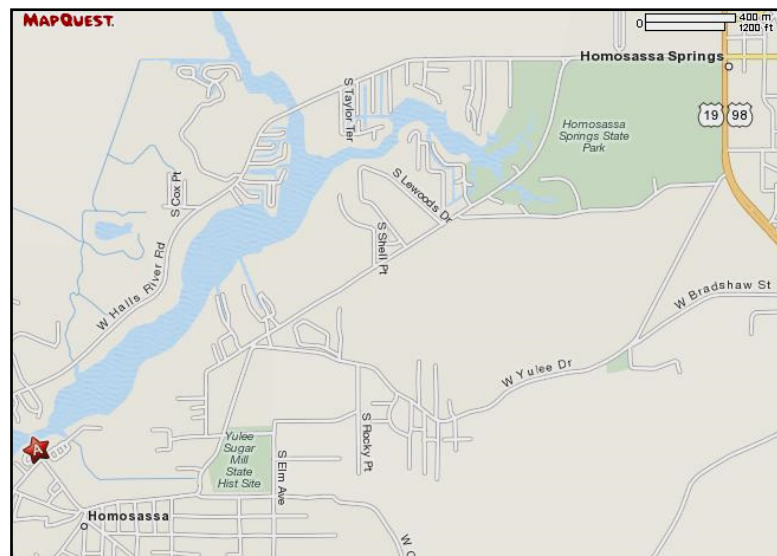 MAPQUEST.
0 400 m
1200 ft
Homosassa Springs
S Taylor Ter
19 98
Homosassa
Springs State
Park
S Cox Pt
S Lewoods Dr
S Shell Pt
W Halls River Rd
W Bradshaw St
W Yulee Dr
A
Yulee
Sugar
Mill
State
Hist Site
S Elm Ave
S Rocky Pt
Homosassa